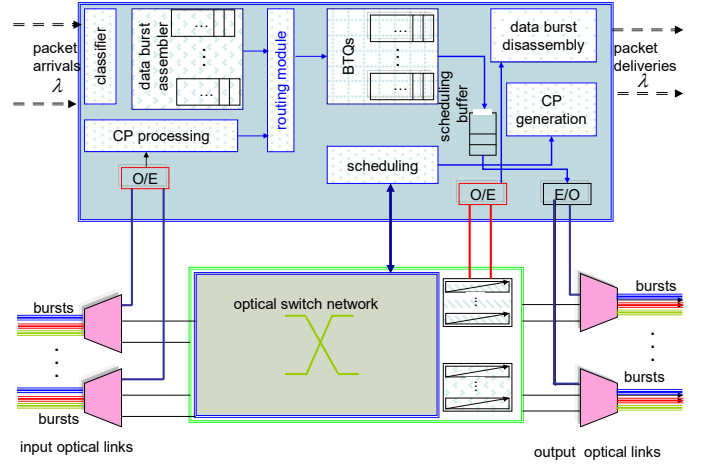 packet
arrivals
λ
classifier
data burst
assembler
...
...
routing module
BTQs
...
...
scheduling
buffer
data burst
disassembly
packet
deliveries
λ
CP processing
CP
generation
scheduling
O/E
O/E
E/O
optical switch network
bursts
bursts
bursts
bursts
input optical links
output optical links